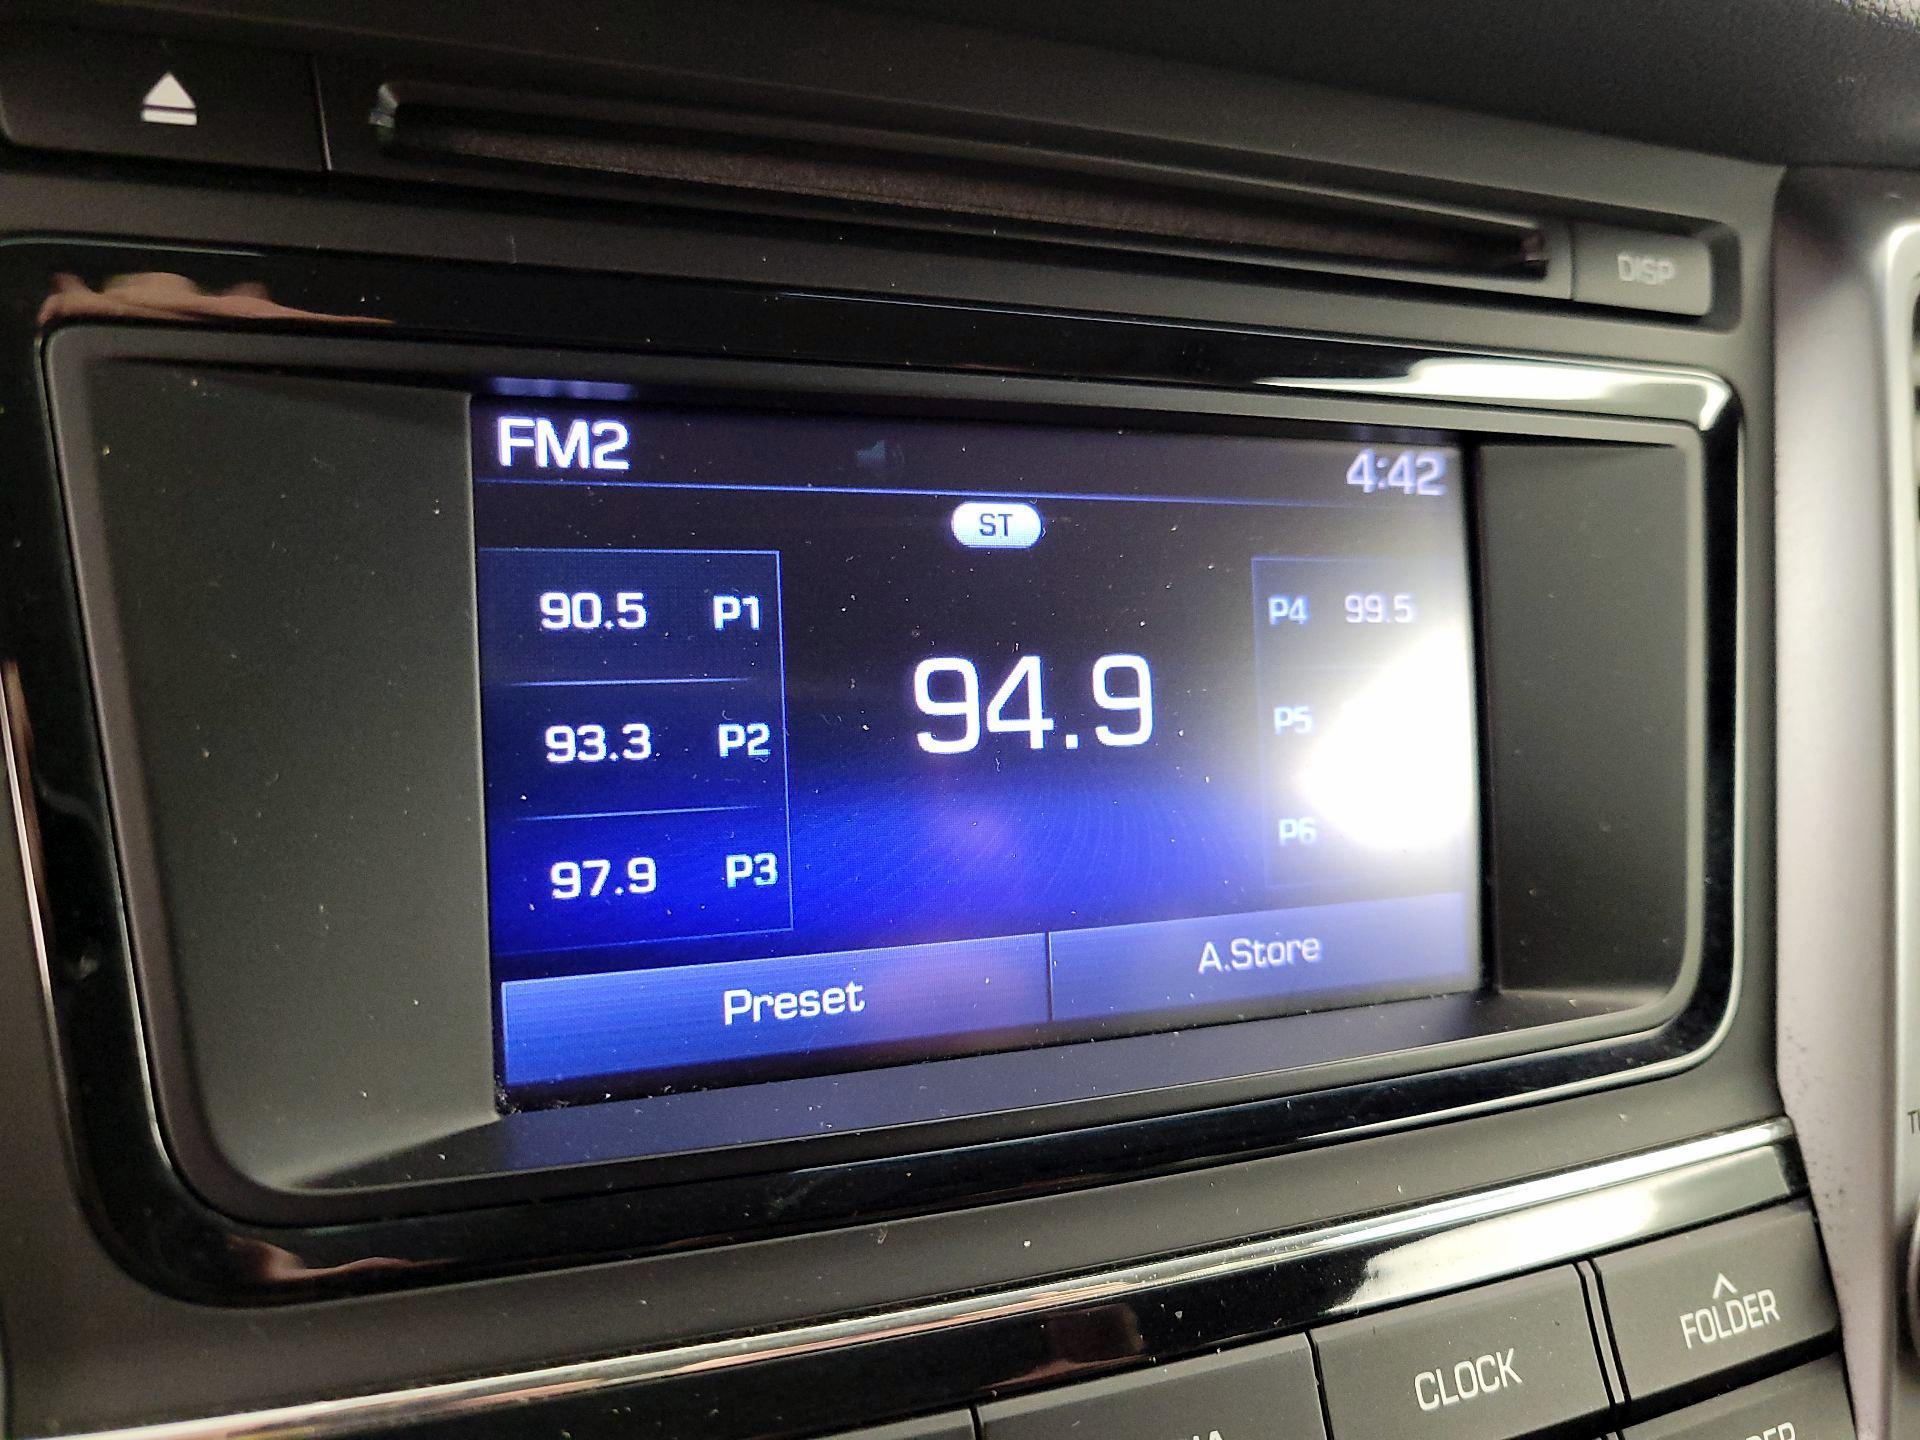 DISP
FM2
4:42
ST
90.5 P1
93.3 P2
97.9 P3
94.9
P4 99.5
P5
P6
Preset
A.Store
CLOCK
FOLDER